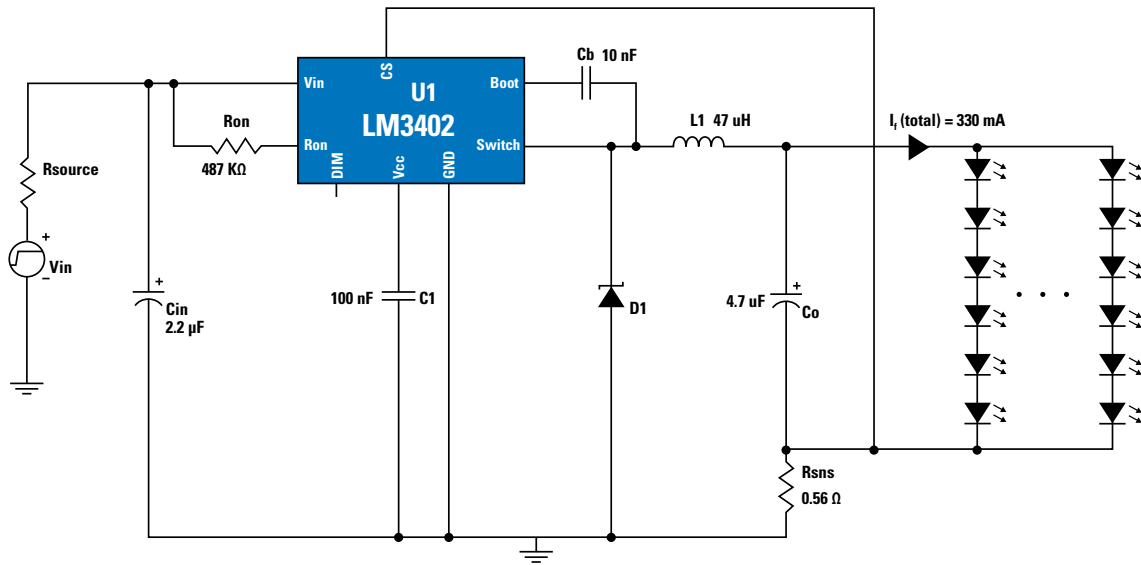 Cb 10 nF
Vin
CS
Boot
U1
LM3402
L1 47 uH
If (total) = 330 mA
Ron
487 KΩ
Ron
Switch
DIM
Vcc
GND
Rsource
+
Vin
−
+
Cin
2.2 µF
100 nF
C1
D1
+
4.7 uF
Co
. . .
Rsns
0.56 Ω